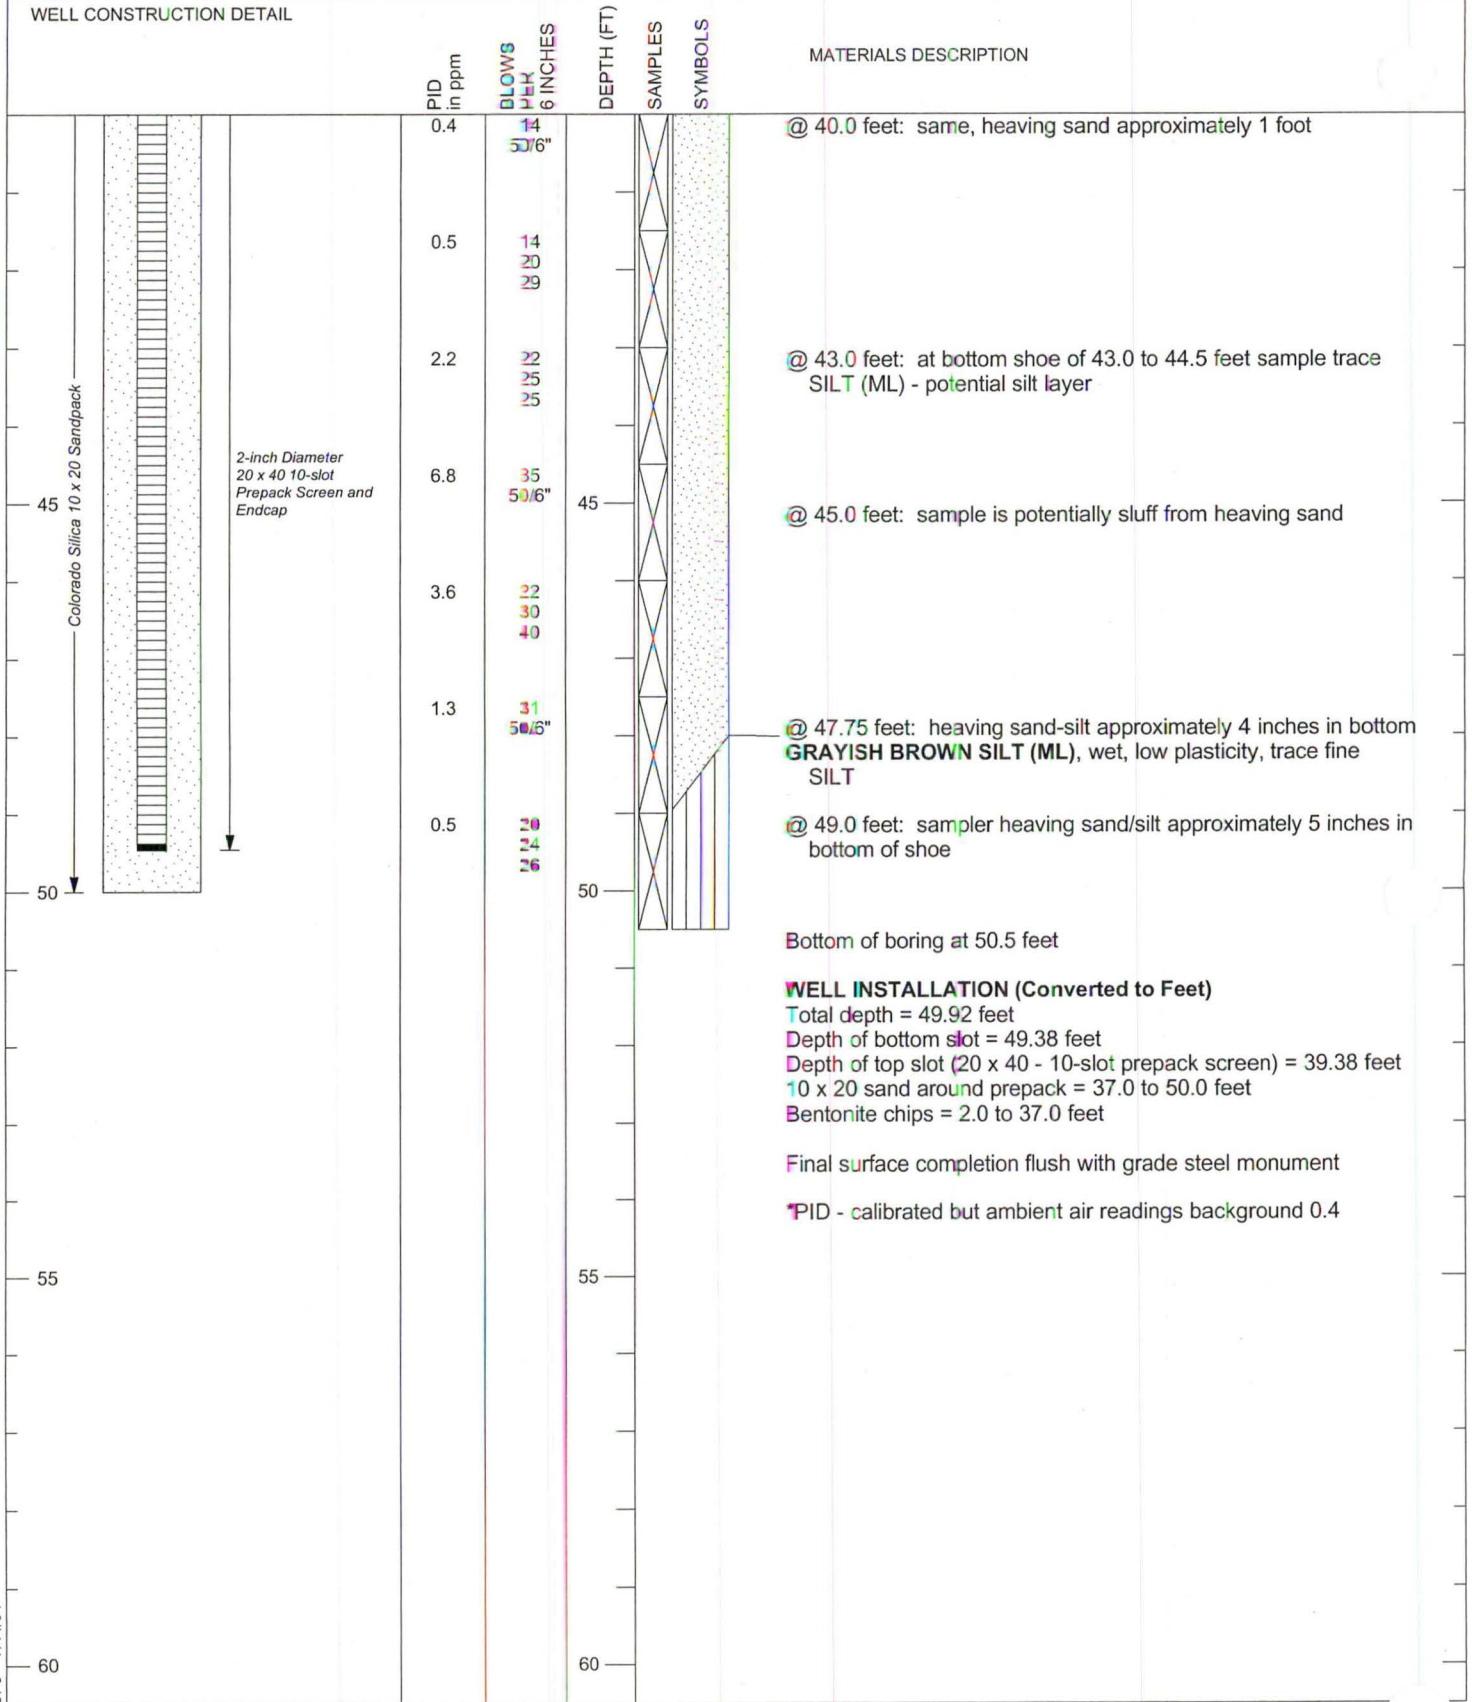 WELL CONSTRUCTION DETAIL
PID
in ppm
BLOWS
PER
6 INCHES
DEPTH (FT)
SAMPLES
SYMBOLS
MATERIALS DESCRIPTION
0.4
14
50/6"
@ 40.0 feet: same, heaving sand approximately 1 foot
0.5
14
20
29
2.2
22
25
25
@ 43.0 feet: at bottom shoe of 43.0 to 44.5 feet sample trace
SILT (ML) - potential silt layer
Colorado Silica 10 x 20 Sandpack
2-inch Diameter
20 x 40 10-slot
Prepack Screen and
Endcap
6.8
35
50/6"
45
45
@ 45.0 feet: sample is potentially sluff from heaving sand
3.6
22
30
40
1.3
31
50/6"
@ 47.75 feet: heaving sand-silt approximately 4 inches in bottom
GRAYISH BROWN SILT (ML), wet, low plasticity, trace fine
SILT
0.5
20
24
26
@ 49.0 feet: sampler heaving sand/silt approximately 5 inches in
bottom of shoe
50
50
Bottom of boring at 50.5 feet
WELL INSTALLATION (Converted to Feet)
Total depth = 49.92 feet
Depth of bottom slot = 49.38 feet
Depth of top slot (20 x 40 - 10-slot prepack screen) = 39.38 feet
10 x 20 sand around prepack = 37.0 to 50.0 feet
Bentonite chips = 2.0 to 37.0 feet
Final surface completion flush with grade steel monument
*PID - calibrated but ambient air readings background 0.4
55
55
60
60